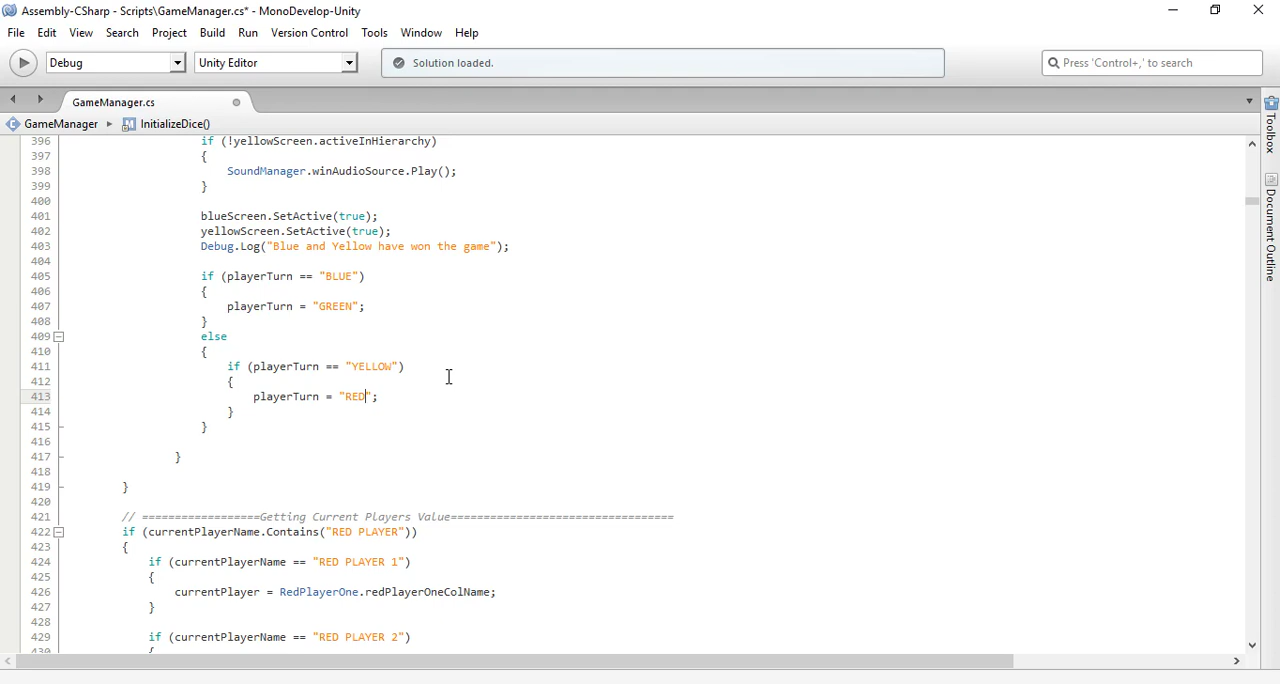 Assembly-CSharp - Scripts\GameManager.cs* - MonoDevelop-Unity
File Edit View Search Project Build Run Version Control Tools Window Help
Debug Unity Editor Solution loaded. Press 'Control+,' to search
GameManager.cs
GameManager InitializeDice()
396 if (!yellowScreen.activeInHierarchy)
397 {
398 SoundManager.winAudioSource.Play();
399 }
400
401 blueScreen.SetActive(true);
402 yellowScreen.SetActive(true);
403 Debug.Log("Blue and Yellow have won the game");
404
405 if (playerTurn == "BLUE")
406 {
407 playerTurn = "GREEN";
408 }
409 else
410 {
411 if (playerTurn == "YELLOW")
412 {
413 playerTurn = "RED";
414 }
415 }
416
417 }
418
419 }
420
421 // ==================Getting Current Players Value==================================
422 if (currentPlayerName.Contains("RED PLAYER"))
423 {
424 if (currentPlayerName == "RED PLAYER 1")
425 {
426 currentPlayer = RedPlayerOne.redPlayerOneColName;
427 }
428
429 if (currentPlayerName == "RED PLAYER 2")
430 {
Toolbox
Document Outline